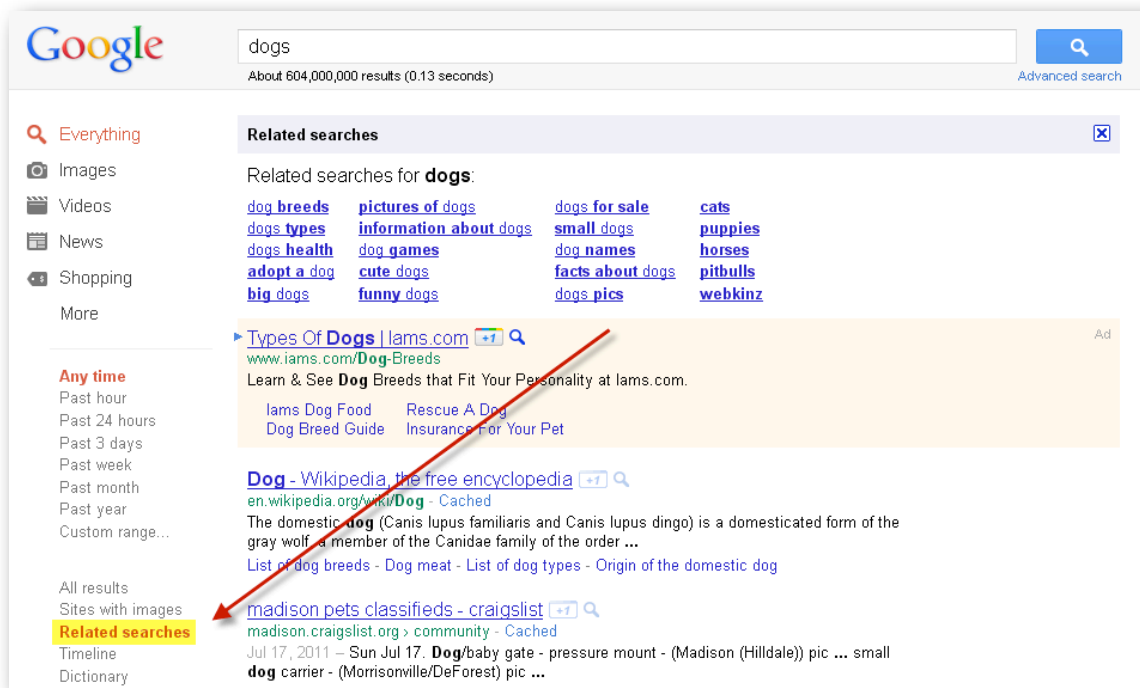 Google
dogs
About 604,000,000 results (0.13 seconds)
Advanced search
Everything
Images
Videos
News
Shopping
More
Any time
Past hour
Past 24 hours
Past 3 days
Past week
Past month
Past year
Custom range...
All results
Sites with images
Related searches
Timeline
Dictionary
Related searches
Related searches for dogs:
dog breeds pictures of dogs dogs for sale cats
dogs types information about dogs small dogs puppies
dogs health dog games dog names horses
adopt a dog cute dogs facts about dogs pitbulls
big dogs funny dogs dogs pics webkinz
Types Of Dogs | Iams.com +1
Ad
www.iams.com/Dog-Breeds
Learn & See Dog Breeds that Fit Your Personality at Iams.com.
Iams Dog Food Rescue A Dog
Dog Breed Guide Insurance For Your Pet
Dog - Wikipedia, the free encyclopedia +1
en.wikipedia.org/wiki/Dog - Cached
The domestic dog (Canis lupus familiaris and Canis lupus dingo) is a domesticated form of the
gray wolf, a member of the Canidae family of the order ...
List of dog breeds - Dog meat - List of dog types - Origin of the domestic dog
madison pets classifieds - craigslist +1
madison.craigslist.org › community - Cached
Jul 17, 2011 – Sun Jul 17. Dog/baby gate - pressure mount - (Madison (Hilldale)) pic ... small
dog carrier - (Morrisonville/DeForest) pic ...